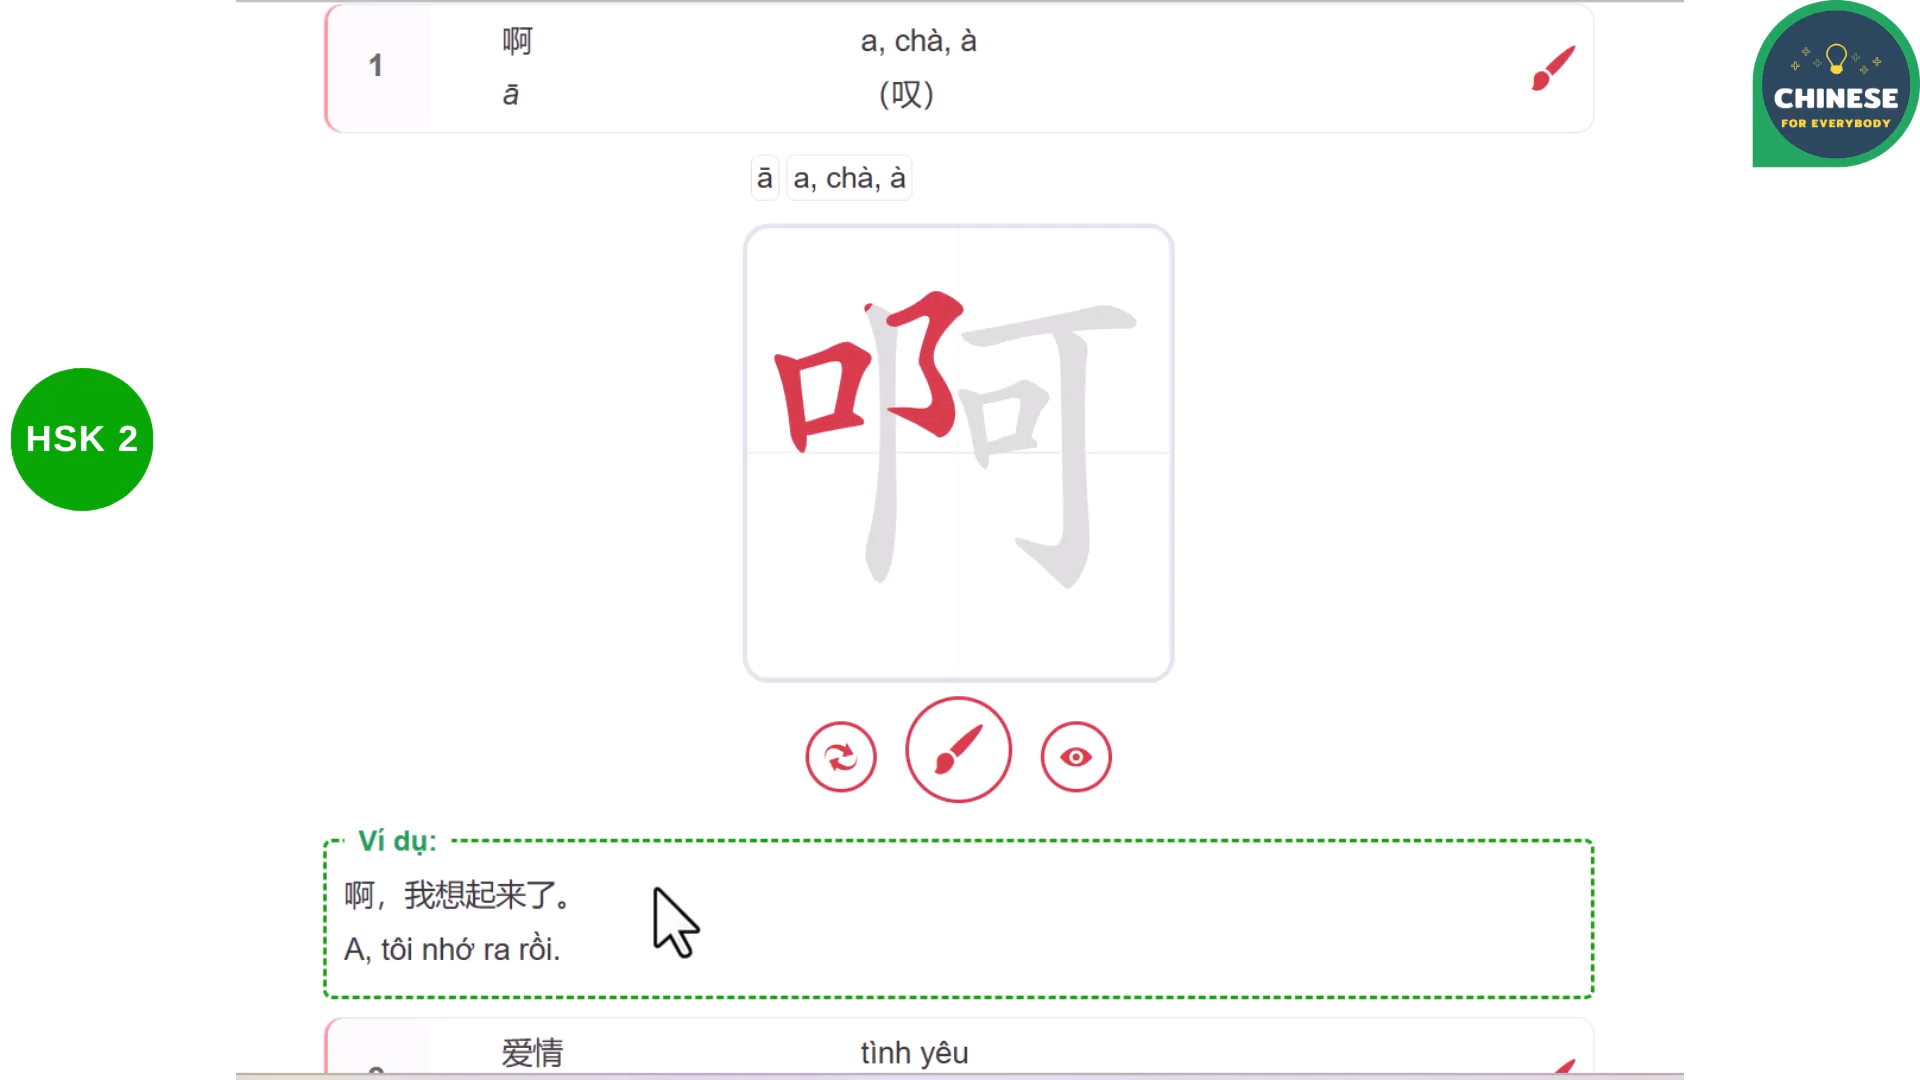 1
啊
a, chà, à
ā
(叹)
CHINESE
FOR EVERYBODY
ā
a, chà, à
啊
HSK 2
Ví dụ:
啊，我想起来了。
A, tôi nhớ ra rồi.
爱情
tình yêu